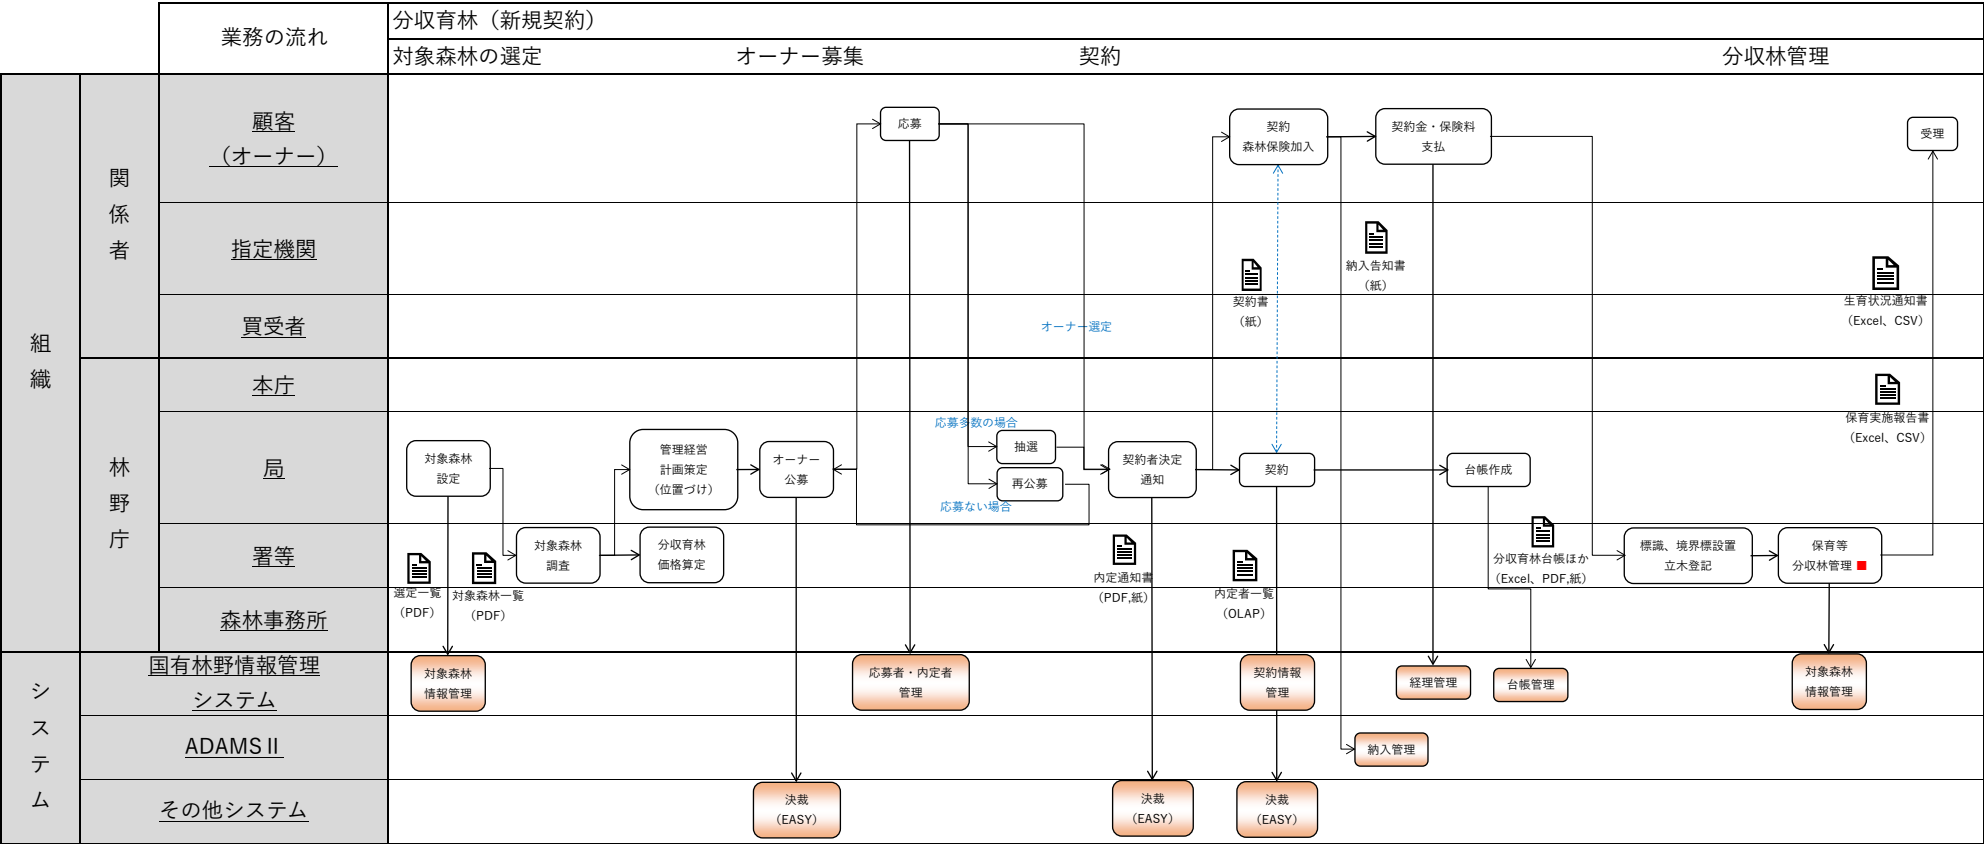 業務の流れ
分収育林（新規契約）
対象森林の選定
オーナー募集
契約
分収林管理
組
織
関
係
者
顧客
（オーナー）
応募
契約
森林保険加入
契約金・保険料
支払
受理
指定機関
納入告知書
（紙）
契約書
（紙）
生育状況通知書
（Excel、CSV）
買受者
オーナー選定
林
野
庁
本庁
保育実施報告書
（Excel、CSV）
局
対象森林
設定
管理経営
計画策定
（位置づけ）
オーナー
公募
応募多数の場合
抽選
再公募
応募ない場合
契約者決定
通知
契約
台帳作成
署等
選定一覧
（PDF）
対象森林一覧
（PDF）
対象森林
調査
分収育林
価格算定
内定通知書
（PDF,紙）
内定者一覧
（OLAP）
分収育林台帳ほか
（Excel、PDF,紙）
標識、境界標設置
立木登記
保育等
分収林管理
森林事務所
シ
ス
テ
ム
国有林野情報管理
システム
対象森林
情報管理
応募者・内定者
管理
契約情報
管理
経理管理
台帳管理
対象森林
情報管理
ADAMSⅡ
納入管理
その他システム
決裁
（EASY）
決裁
（EASY）
決裁
（EASY）